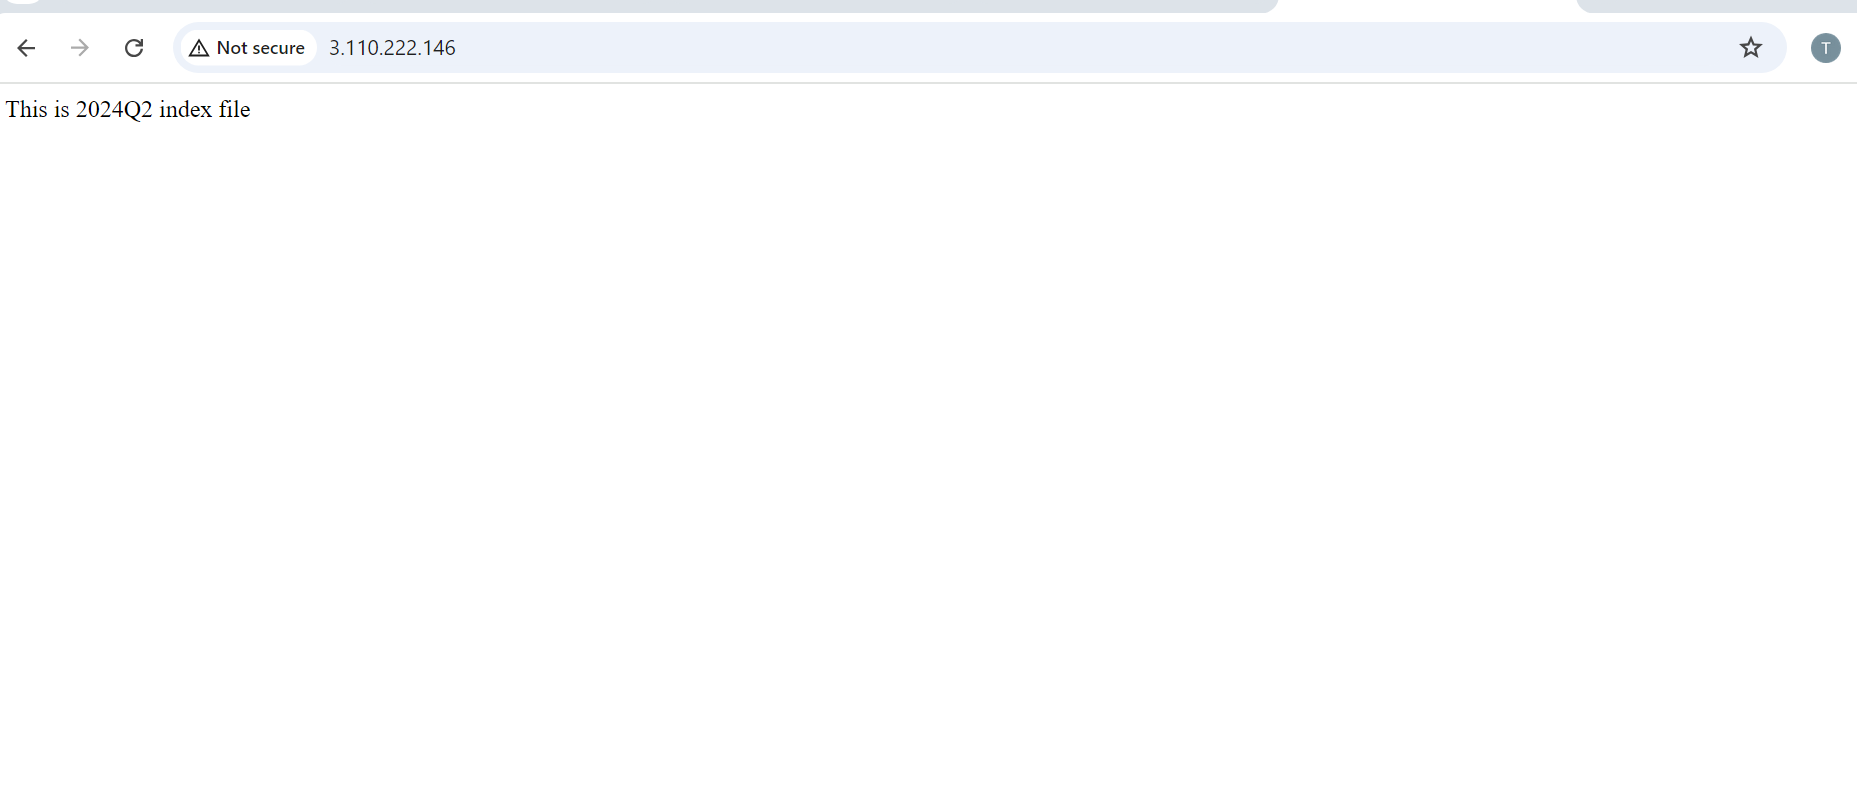 Not secure 3.110.222.146 T
This is 2024Q2 index file